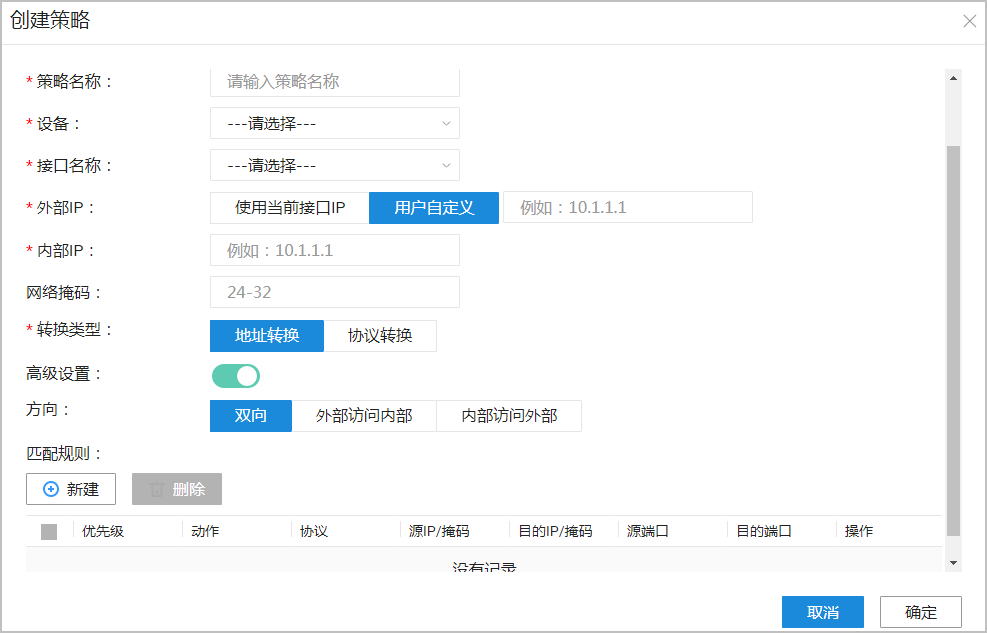 创建策略
* 策略名称： 请输入策略名称
* 设备： ---请选择---
* 接口名称： ---请选择---
* 外部IP： 使用当前接口IP 用户自定义 例如：10.1.1.1
* 内部IP： 例如：10.1.1.1
网络掩码： 24-32
* 转换类型： 地址转换 协议转换
高级设置：
方向： 双向 外部访问内部 内部访问外部
匹配规则：
新建 删除
优先级 动作 协议 源IP/掩码 目的IP/掩码 源端口 目的端口 操作
没有记录
取消 确定